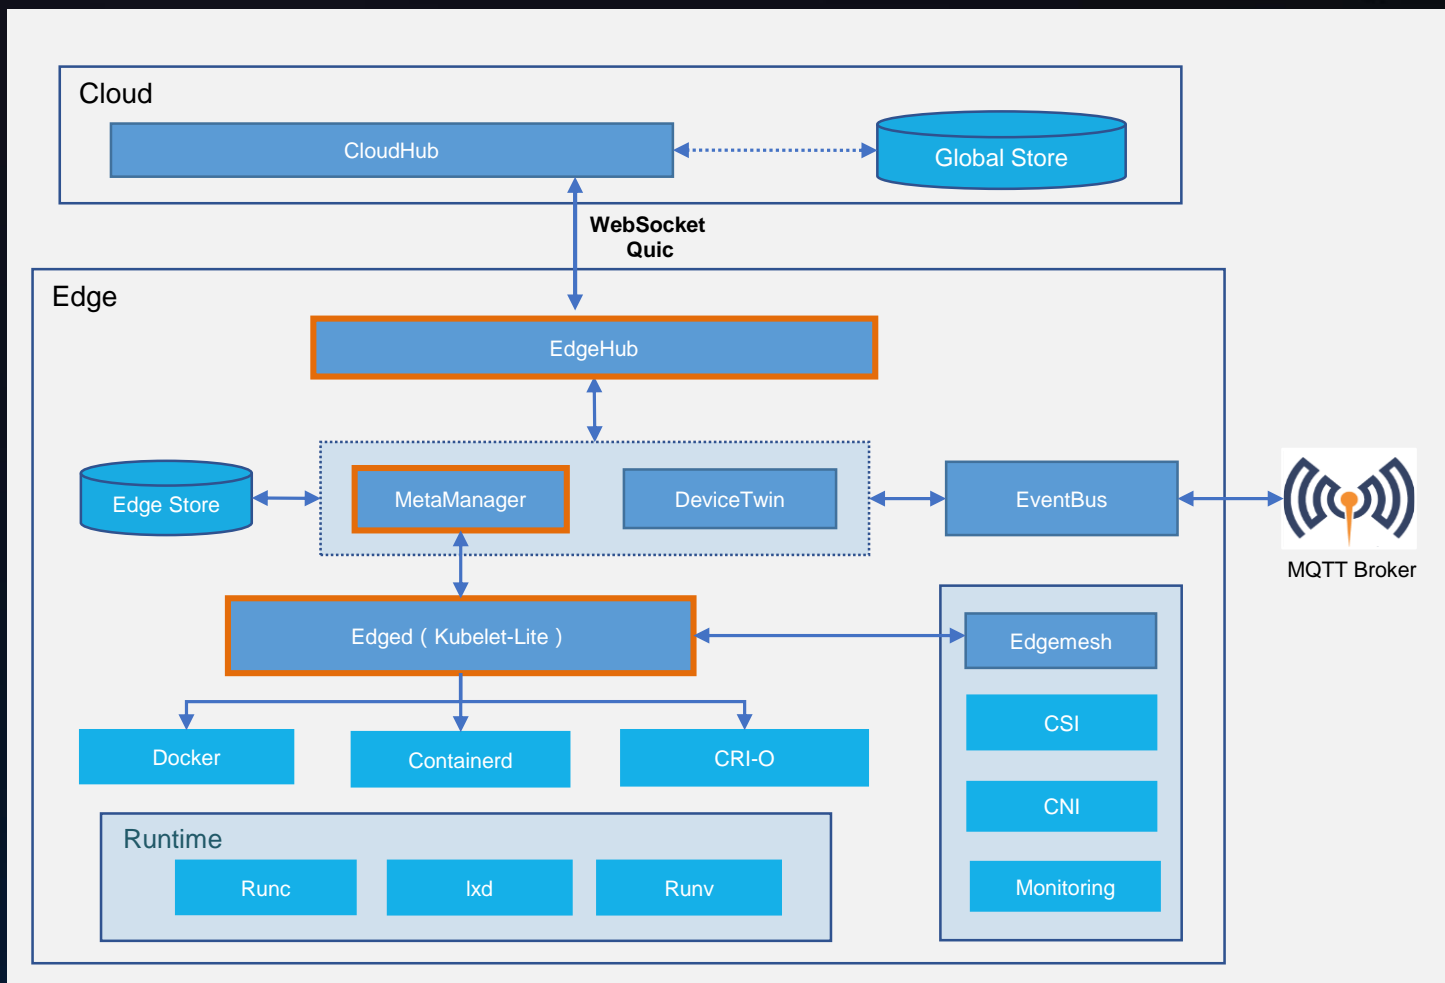 Cloud
CloudHub
Global Store
WebSocket
Quic
Edge
EdgeHub
Edge Store
MetaManager
DeviceTwin
EventBus
MQTT Broker
Edged ( Kubelet-Lite )
Edgemesh
CSI
CNI
Monitoring
Docker
Containerd
CRI-O
Runtime
Runc
lxd
Runv